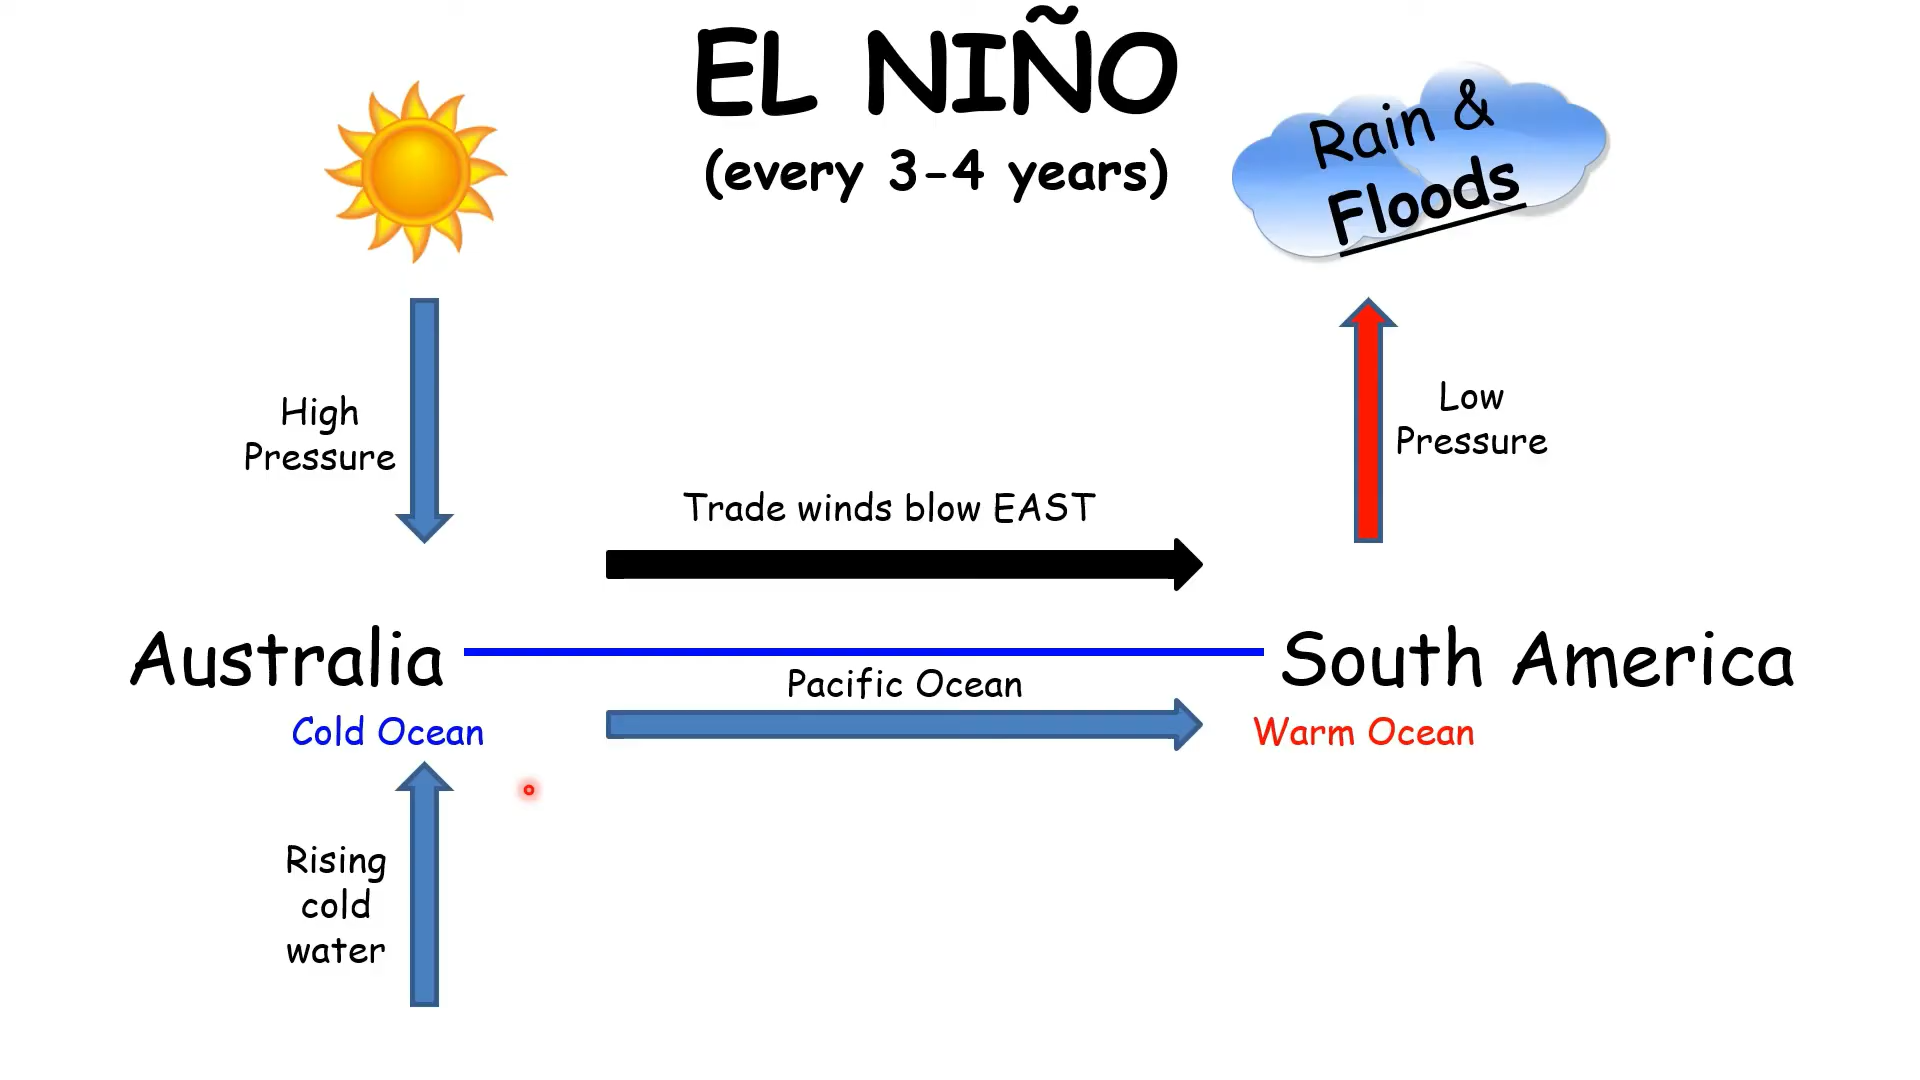 EL NIÑO
(every 3-4 years)
Rain &
Floods
High
Pressure
Low
Pressure
Trade winds blow EAST
Australia
South America
Pacific Ocean
Cold Ocean
Warm Ocean
Rising
cold
water